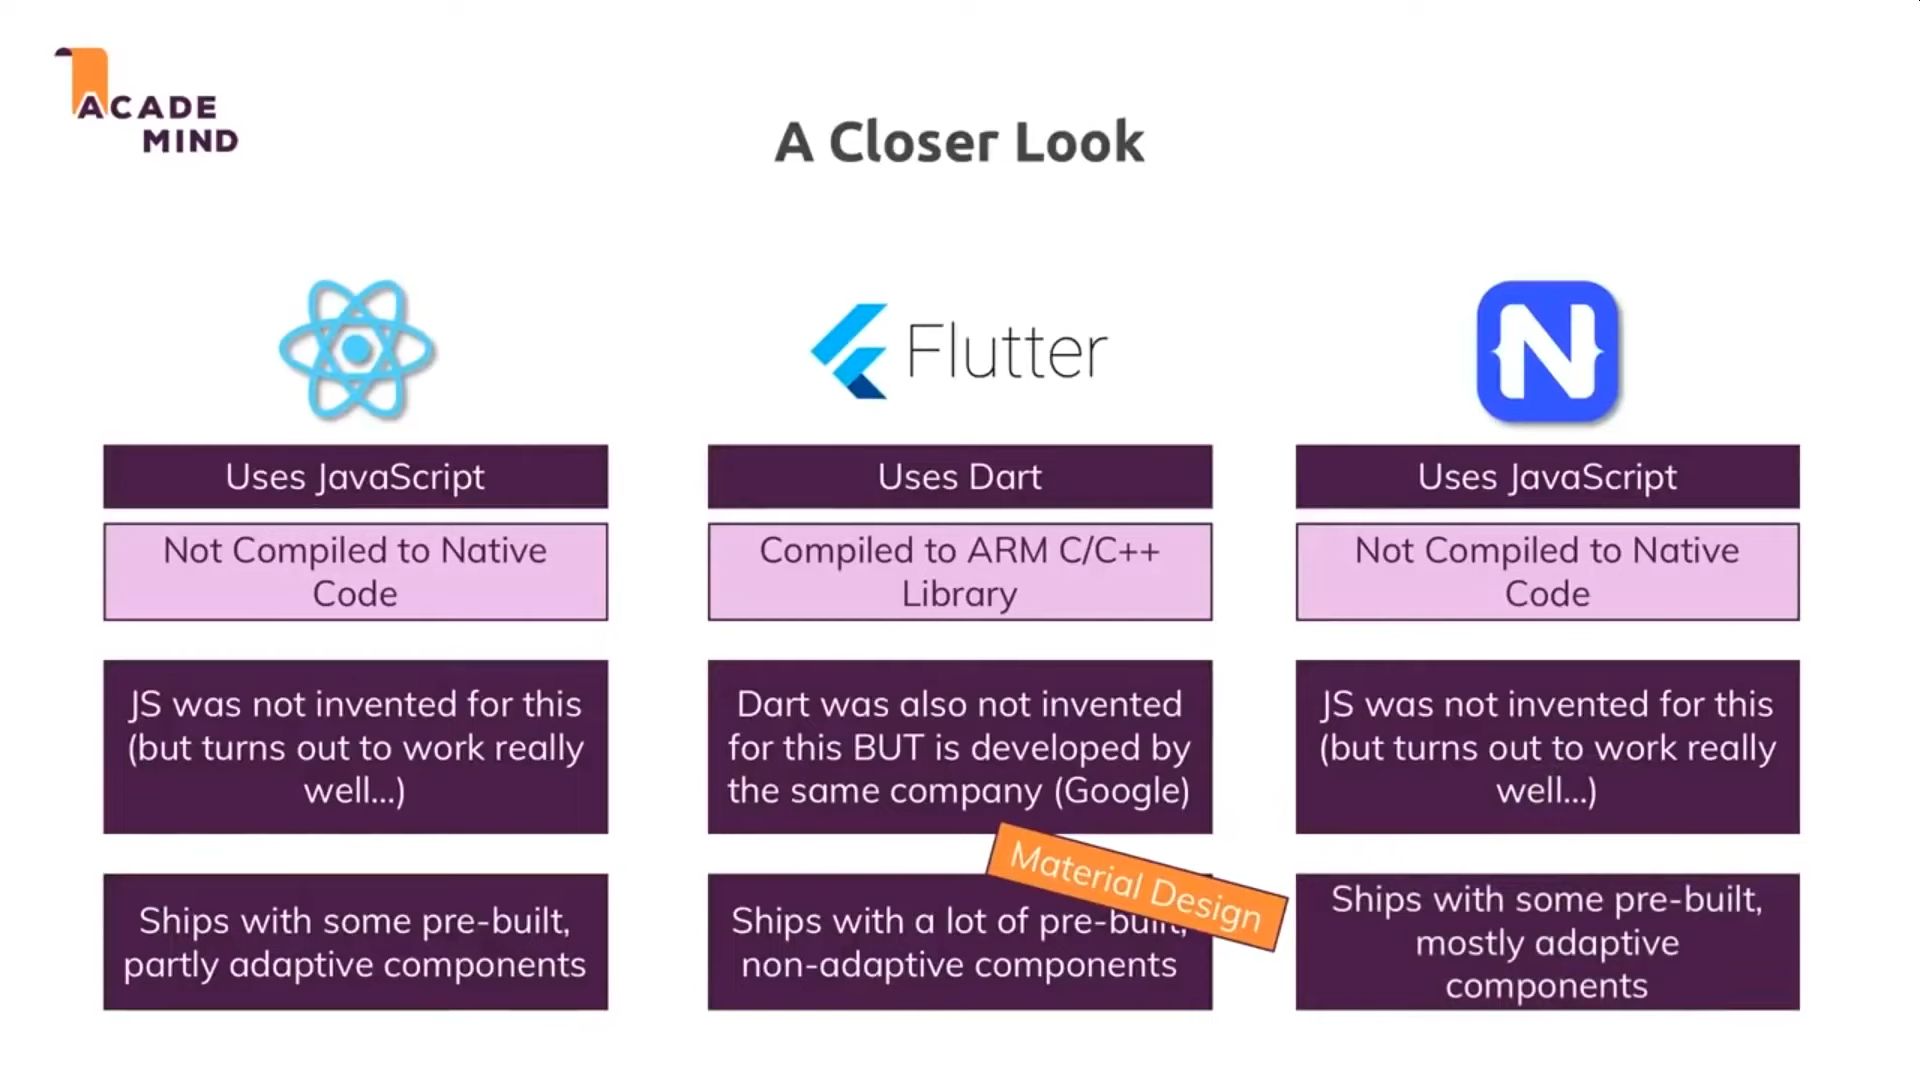 ACADE
MIND
A Closer Look
Flutter
N
Uses JavaScript
Not Compiled to Native
Code
JS was not invented for this
(but turns out to work really
well...)
Ships with some pre-built,
partly adaptive components
Uses Dart
Compiled to ARM C/C++
Library
Dart was also not invented
for this BUT is developed by
the same company (Google)
Material Design
Ships with a lot of pre-built,
non-adaptive components
Uses JavaScript
Not Compiled to Native
Code
JS was not invented for this
(but turns out to work really
well...)
Ships with some pre-built,
mostly adaptive
components